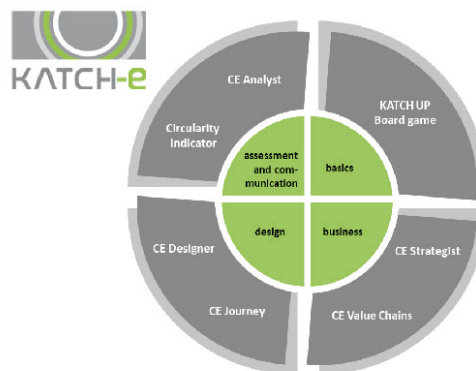 KATCH-e
CE Analyst
Circularity
indicator
KATCH UP
Board game
assessment
and com-
munication
basics
design
business
CE Designer
CE Journey
CE Strategist
CE Value Chains